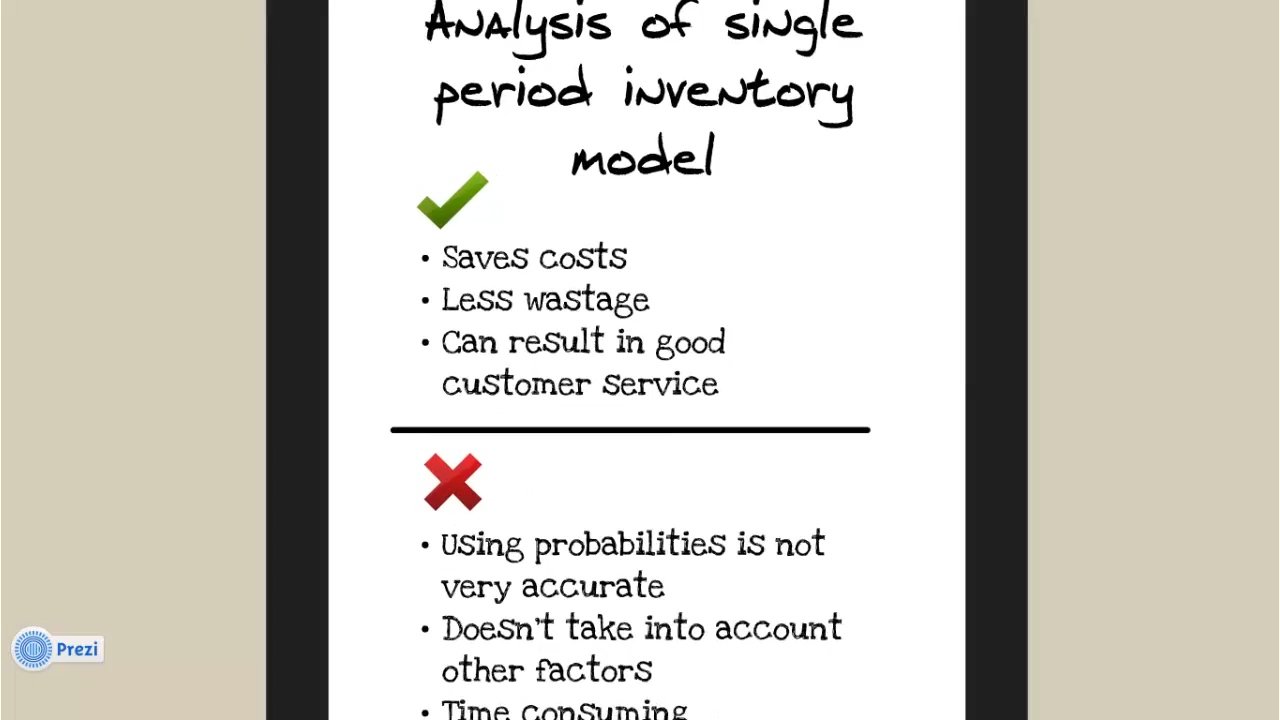 Analysis of single
period inventory
model
• Saves costs
• Less wastage
• Can result in good
customer service
• Using probabilities is not
very accurate
• Doesn't take into account
other factors
• Time consuming
Prezi